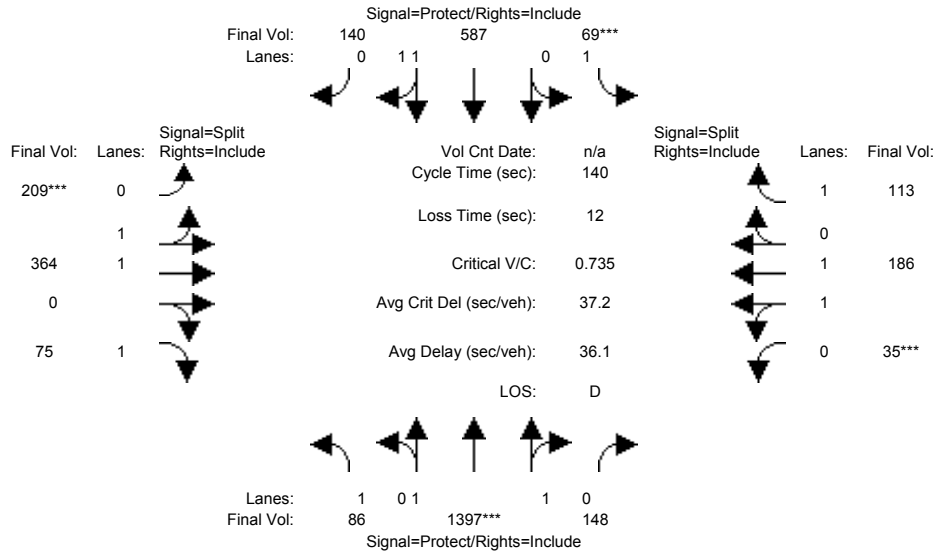 Signal=Protect/Rights=Include
Final Vol: 140 587 69***
Lanes: 0 1 1 0 1
Signal=Split
Final Vol: Lanes: Rights=Include
Vol Cnt Date: n/a
Signal=Split
Rights=Include Lanes: Final Vol:
Cycle Time (sec): 140
209*** 0
1 113
Loss Time (sec): 12
1
0
364 1
Critical V/C: 0.735
1 186
0
Avg Crit Del (sec/veh): 37.2
1
75 1
Avg Delay (sec/veh): 36.1
0 35***
LOS: D
Lanes: 1 0 1 1 0
Final Vol: 86 1397*** 148
Signal=Protect/Rights=Include